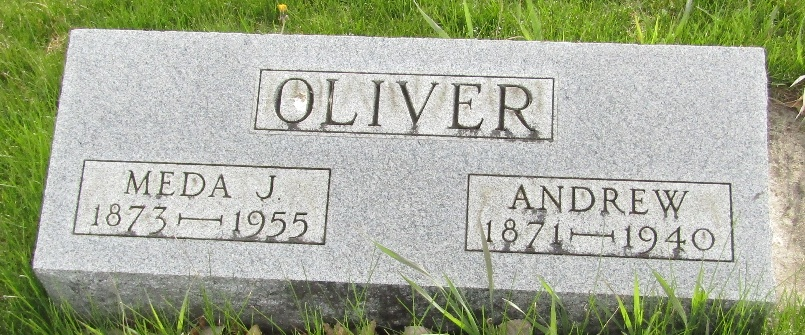 OLIVER
MEDA J.
1873–1955
ANDREW
1871–1940